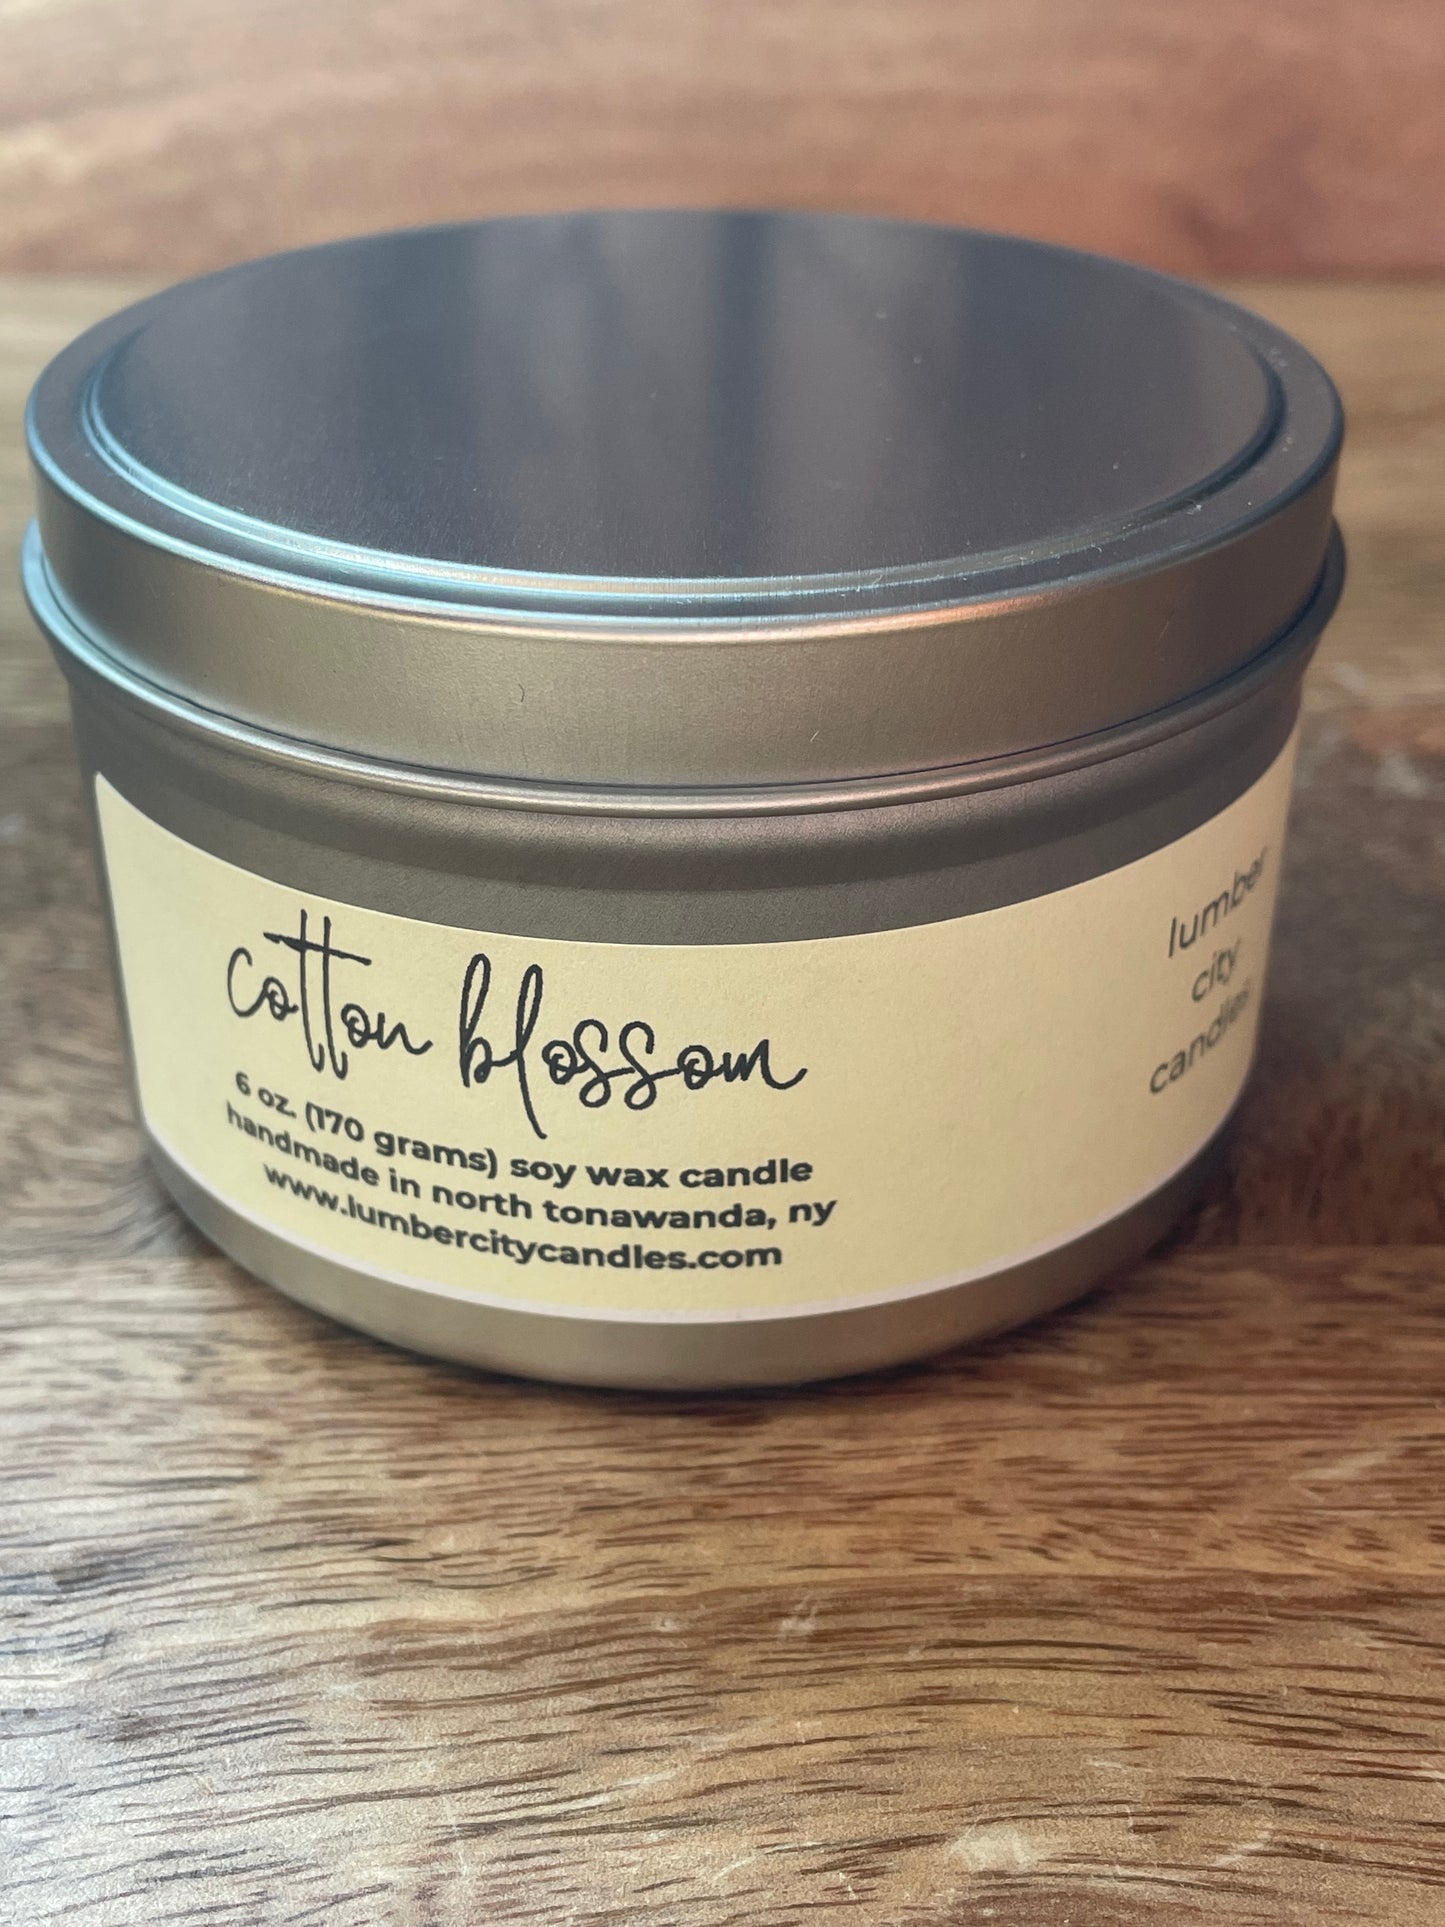 cotton blossom
6 oz. (170 grams) soy wax candle
handmade in north tonawanda, ny
www.lumbercitycandles.com
lumber
city
candles